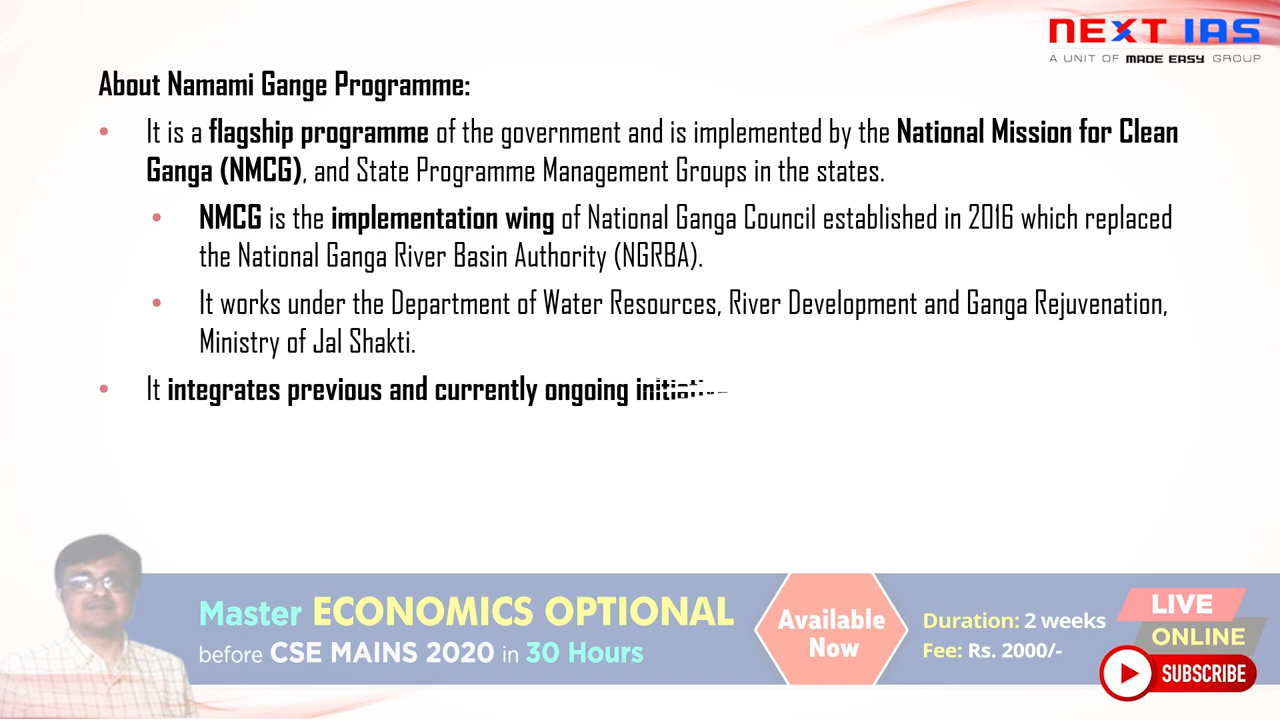 NEXT IAS
A UNIT OF MADE EASY GROUP
About Namami Gange Programme:
• It is a flagship programme of the government and is implemented by the National Mission for Clean
Ganga (NMCG), and State Programme Management Groups in the states.
• NMCG is the implementation wing of National Ganga Council established in 2016 which replaced
the National Ganga River Basin Authority (NGRBA).
• It works under the Department of Water Resources, River Development and Ganga Rejuvenation,
Ministry of Jal Shakti.
• It integrates previous and currently ongoing
Master ECONOMICS OPTIONAL
before CSE MAINS 2020 in 30 Hours
Available
Now
Duration: 2 weeks
Fee: Rs. 2000/-
LIVE
ONLINE
SUBSCRIBE